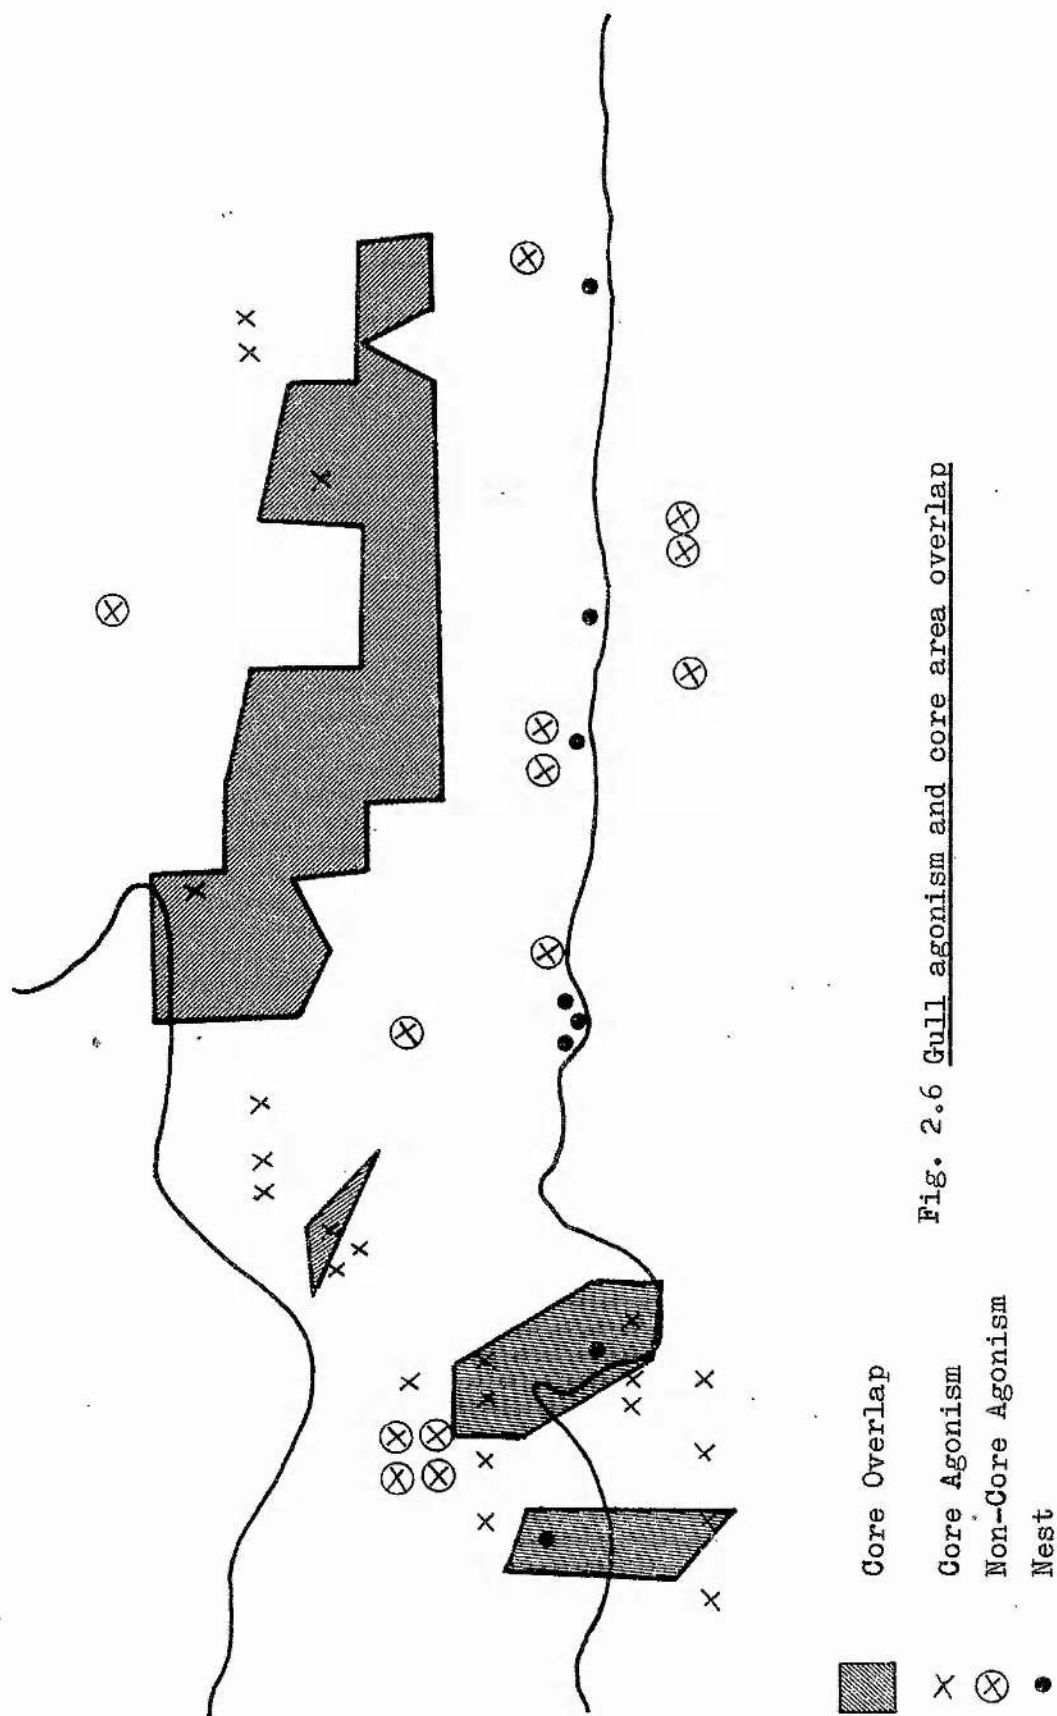 Core Overlap
Core Agonism
Non-Core Agonism
Nest
Fig. 2.6 Gull agonism and core area overlap